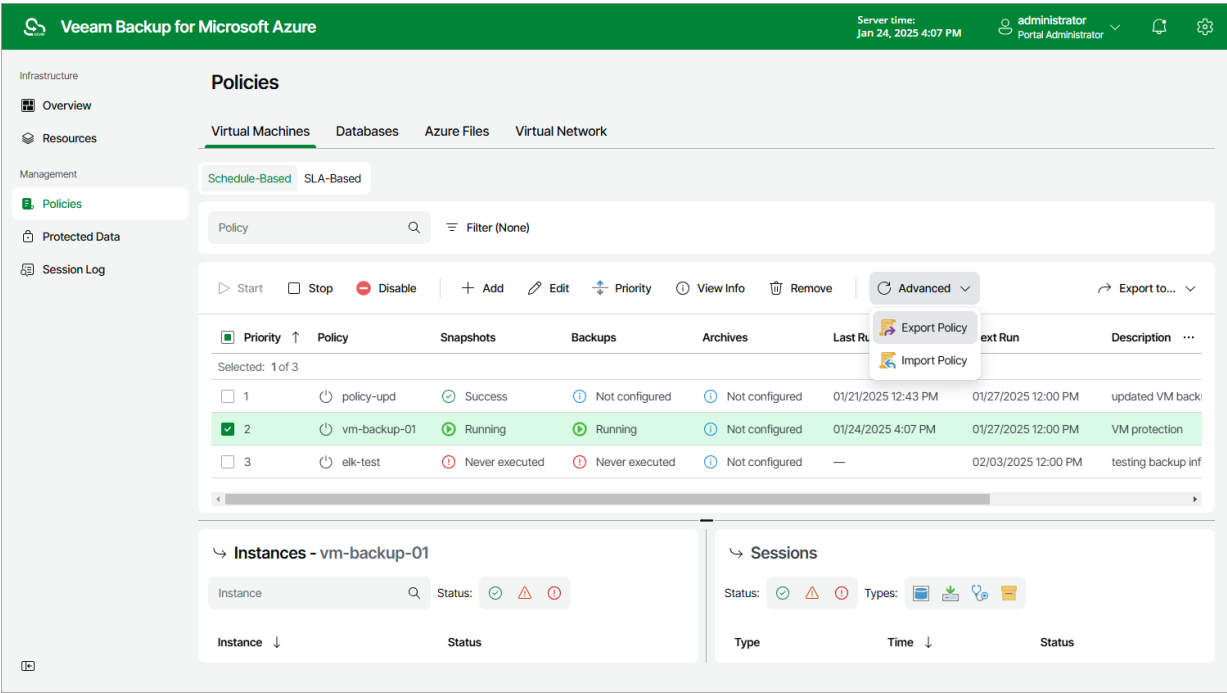 Veeam Backup for Microsoft Azure
Server time:
Jan 24, 2025 4:07 PM
administrator
Portal Administrator
Infrastructure
Overview
Resources
Management
Policies
Protected Data
Session Log
Policies
Virtual Machines Databases Azure Files Virtual Network
Schedule-Based SLA-Based
Policy Filter (None)
Start Stop Disable Add Edit Priority View Info Remove Advanced Export to...
Export Policy
Import Policy
Priority Policy Snapshots Backups Archives Last Ru ext Run Description ...
Selected: 1 of 3
1 policy-upd Success Not configured Not configured 01/21/2025 12:43 PM 01/27/2025 12:00 PM updated VM back
2 vm-backup-01 Running Running Not configured 01/24/2025 4:07 PM 01/27/2025 12:00 PM VM protection
3 elk-test Never executed Never executed Not configured — 02/03/2025 12:00 PM testing backup inf
Instances - vm-backup-01
Instance Status:
Instance Status
Sessions
Status: Types:
Type Time Status